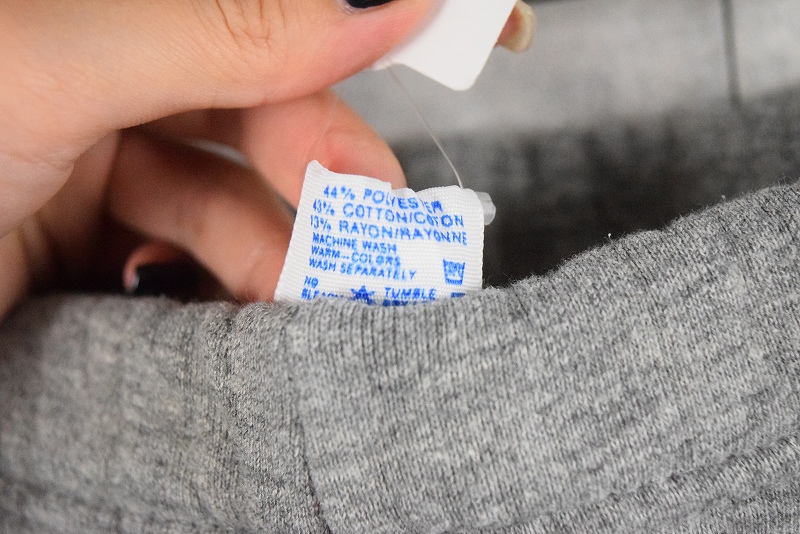 44% POLYESTER
43% COTTON/COTON
13% RAYON/RAYONNE
MACHINE WASH
WARM-COLORS
WASH SEPARATELY
NO
TUMBLE